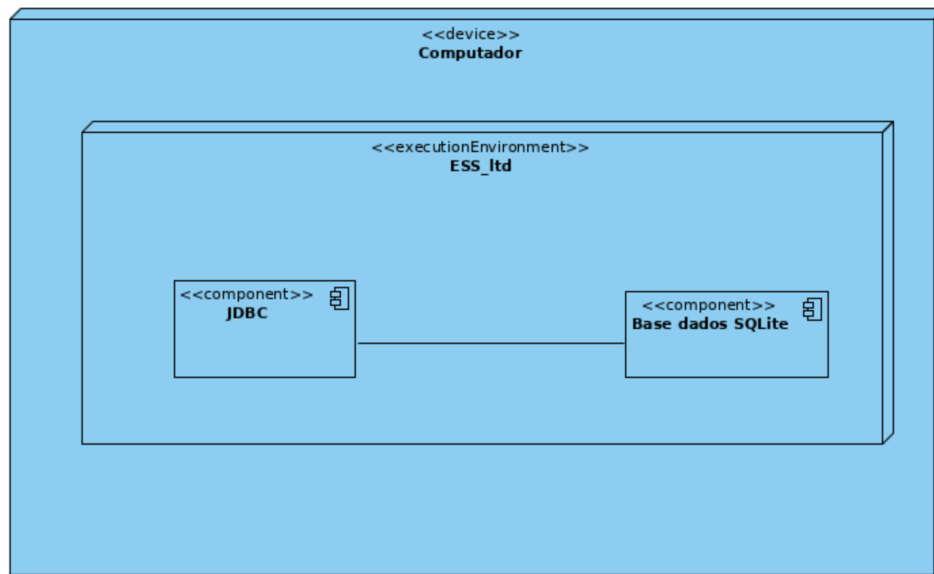 <<device>>
Computador
<<executionEnvironment>>
ESS_ltd
<<component>>
JDBC
<<component>>
Base dados SQLite